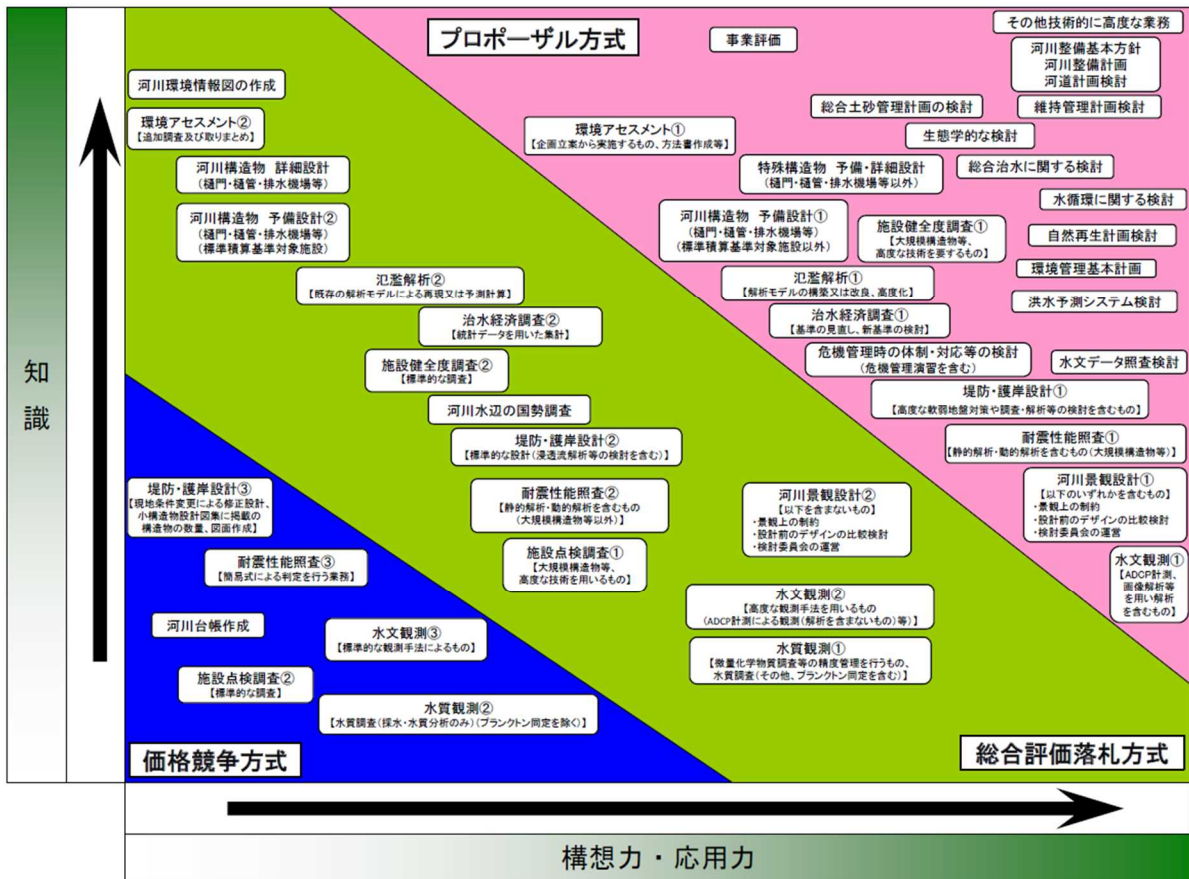 プロポーザル方式
事業評価
その他技術的に高度な業務
河川整備基本方針
河川整備計画
河道計画検討
河川環境情報図の作成
総合土砂管理計画の検討
維持管理計画検討
環境アセスメント②
【追加調査及び取りまとめ】
環境アセスメント①
【企画立案から実施するもの、方法書作成等】
生態学的な検討
河川構造物 詳細設計
(樋門・樋管・排水機場等)
特殊構造物 予備・詳細設計
(樋門・樋管・排水機場等以外)
総合治水に関する検討
水循環に関する検討
河川構造物 予備設計②
(樋門・樋管・排水機場等)
(標準積算基準対象施設)
河川構造物 予備設計①
(樋門・樋管・排水機場等)
(標準積算基準対象施設以外)
施設健全度調査①
【大規模構造物等、
高度な技術を要するもの】
自然再生計画検討
氾濫解析②
【既存の解析モデルによる再現又は予測計算】
氾濫解析①
【解析モデルの構築又は改良、高度化】
環境管理基本計画
洪水予測システム検討
治水経済調査②
【統計データを用いた集計】
治水経済調査①
【基準の見直し、新基準の検討】
施設健全度調査②
【標準的な調査】
危機管理時の体制・対応等の検討
(危機管理演習を含む)
水文データ照査検討
河川水辺の国勢調査
堤防・護岸設計①
【高度な軟弱地盤対策や調査・解析等の検討を含むもの】
堤防・護岸設計②
【標準的な設計(浸透流解析等の検討を含む)】
耐震性能照査①
【静的解析・動的解析を含むもの(大規模構造物等)】
堤防・護岸設計③
【現地条件変更による修正設計、
小構造物設計図集に掲載の
構造物の数量、図面作成】
耐震性能照査②
【静的解析・動的解析を含むもの
(大規模構造物等以外)】
河川景観設計②
【以下を含まないもの】
・景観上の制約
・設計前のデザインの比較検討
・検討委員会の運営
河川景観設計①
【以下のいずれかを含むもの】
・景観上の制約
・設計前のデザインの比較検討
・検討委員会の運営
耐震性能照査③
【簡易式による判定を行う業務】
施設点検調査①
【大規模構造物等、
高度な技術を用いるもの】
水文観測①
【ADCP計測、
画像解析等
を用い解析
を含むもの】
河川台帳作成
水文観測③
【標準的な観測手法によるもの】
水文観測②
【高度な観測手法を用いるもの
(ADCP計測による観測(解析を含まないもの)等)】
施設点検調査②
【標準的な調査】
水質観測①
【微量化学物質調査等の精度管理を行うもの、
水質調査(その他、プランクトン同定を含む)】
水質観測②
【水質調査(採水・水質分析のみ)(プランクトン同定を除く)】
価格競争方式
総合評価落札方式
知
識
構想力・応用力